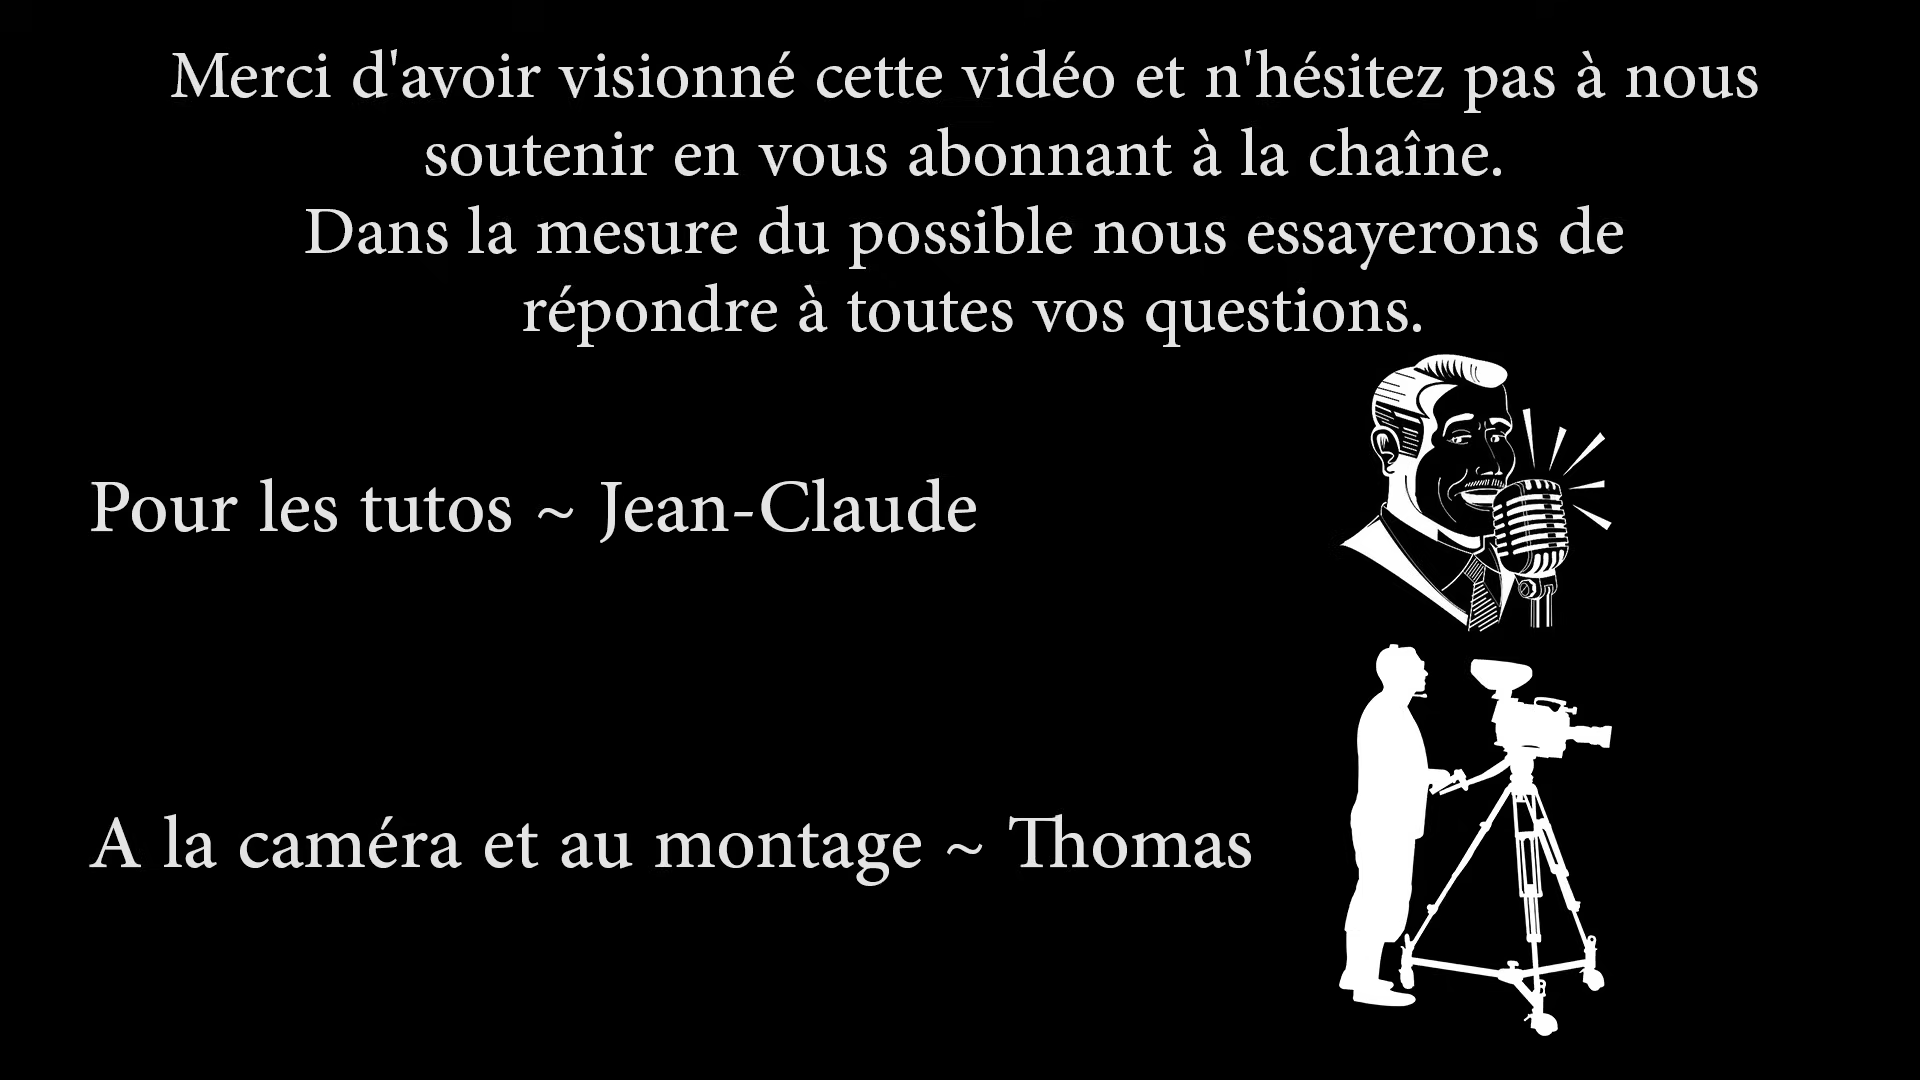 Merci d'avoir visionné cette vidéo et n'hésitez pas à nous
soutenir en vous abonnant à la chaîne.
Dans la mesure du possible nous essayerons de
répondre à toutes vos questions.
Pour les tutos ~ Jean-Claude
A la caméra et au montage ~ Thomas